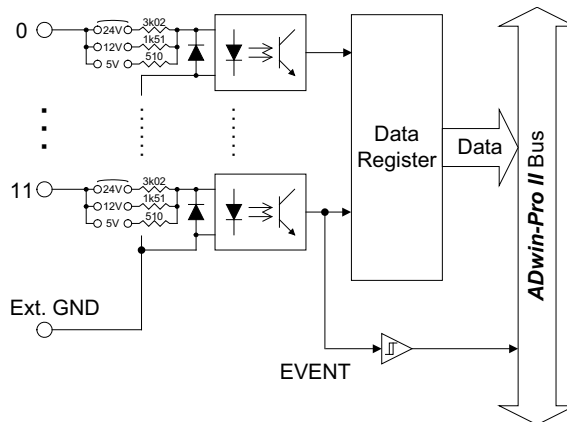 0
24V 3k02
12V 1k51
5V 510
11
24V 3k02
12V 1k51
5V 510
Ext. GND
Data Register
Data
EVENT
ADwin-Pro II Bus